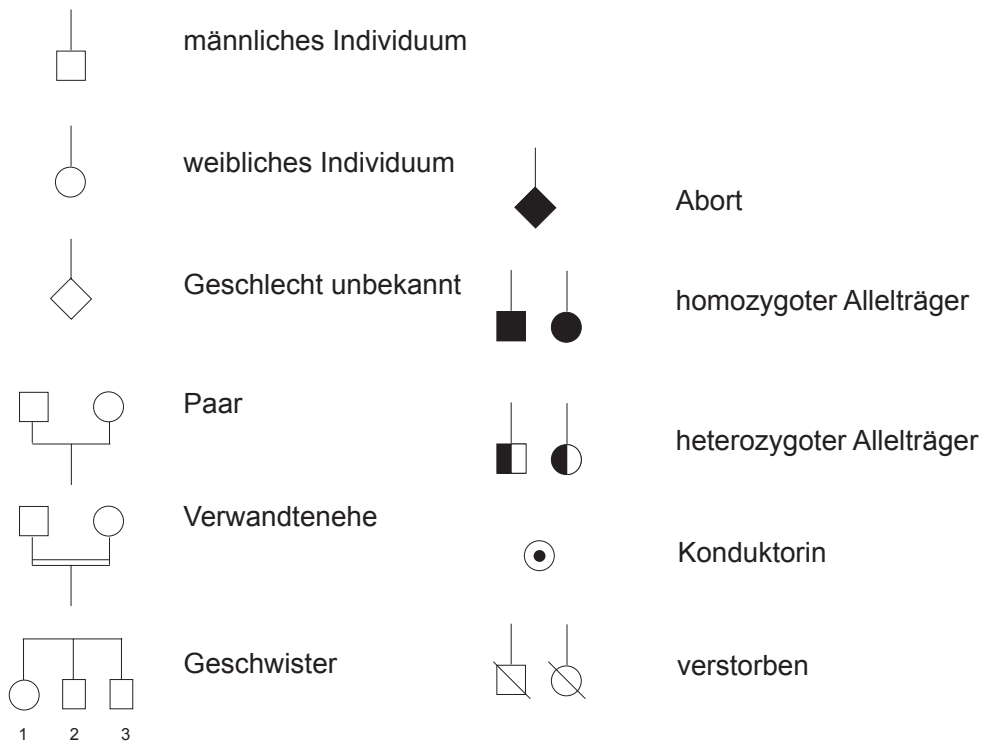 männliches Individuum
weibliches Individuum
Geschlecht unbekannt
Paar
Verwandtenehe
Geschwister
1 2 3
Abort
homozygoter Allelträger
heterozygoter Allelträger
Konduktorin
verstorben